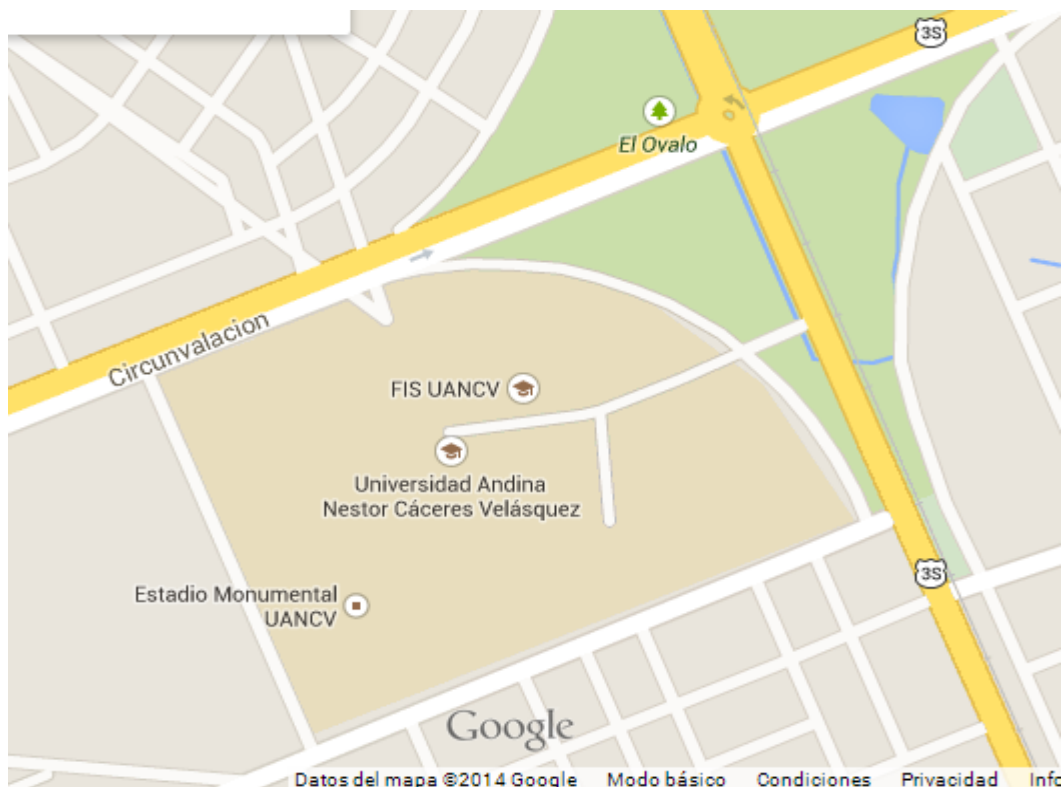 3S
El Ovalo
Circunvalacion
FIS UANCV
Universidad Andina
Nestor Cáceres Velásquez
3S
Estadio Monumental
UANCV
Google
Datos del mapa ©2014 Google Modo básico Condiciones Privacidad Info